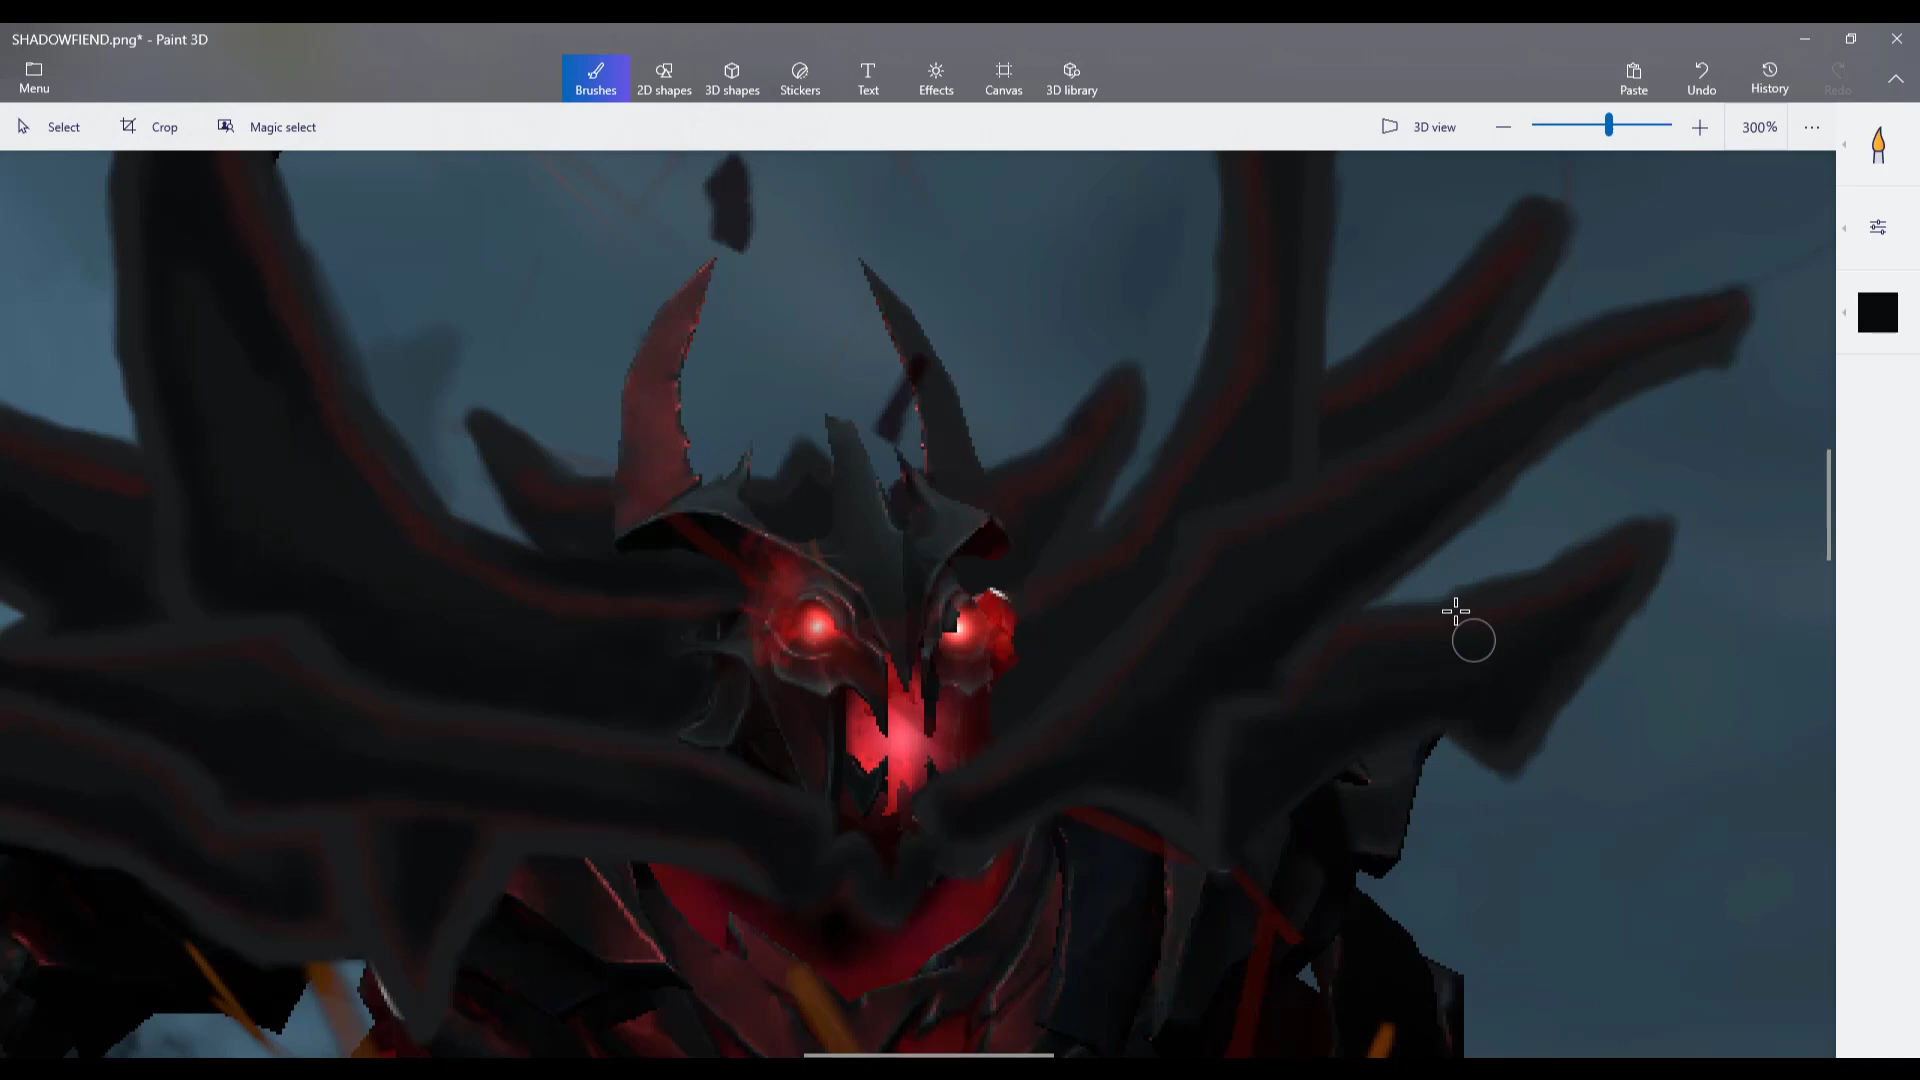 SHADOWFIEND.png* - Paint 3D
Menu
Brushes 2D shapes 3D shapes Stickers Text Effects Canvas 3D library
Paste Undo History Redo
Select Crop Magic select
3D view 300%